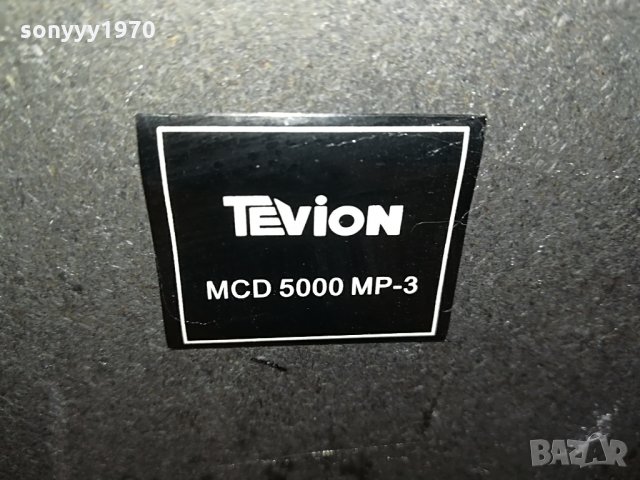 sonyyy1970
TEVION
MCD 5000 MP-3
BAZAR